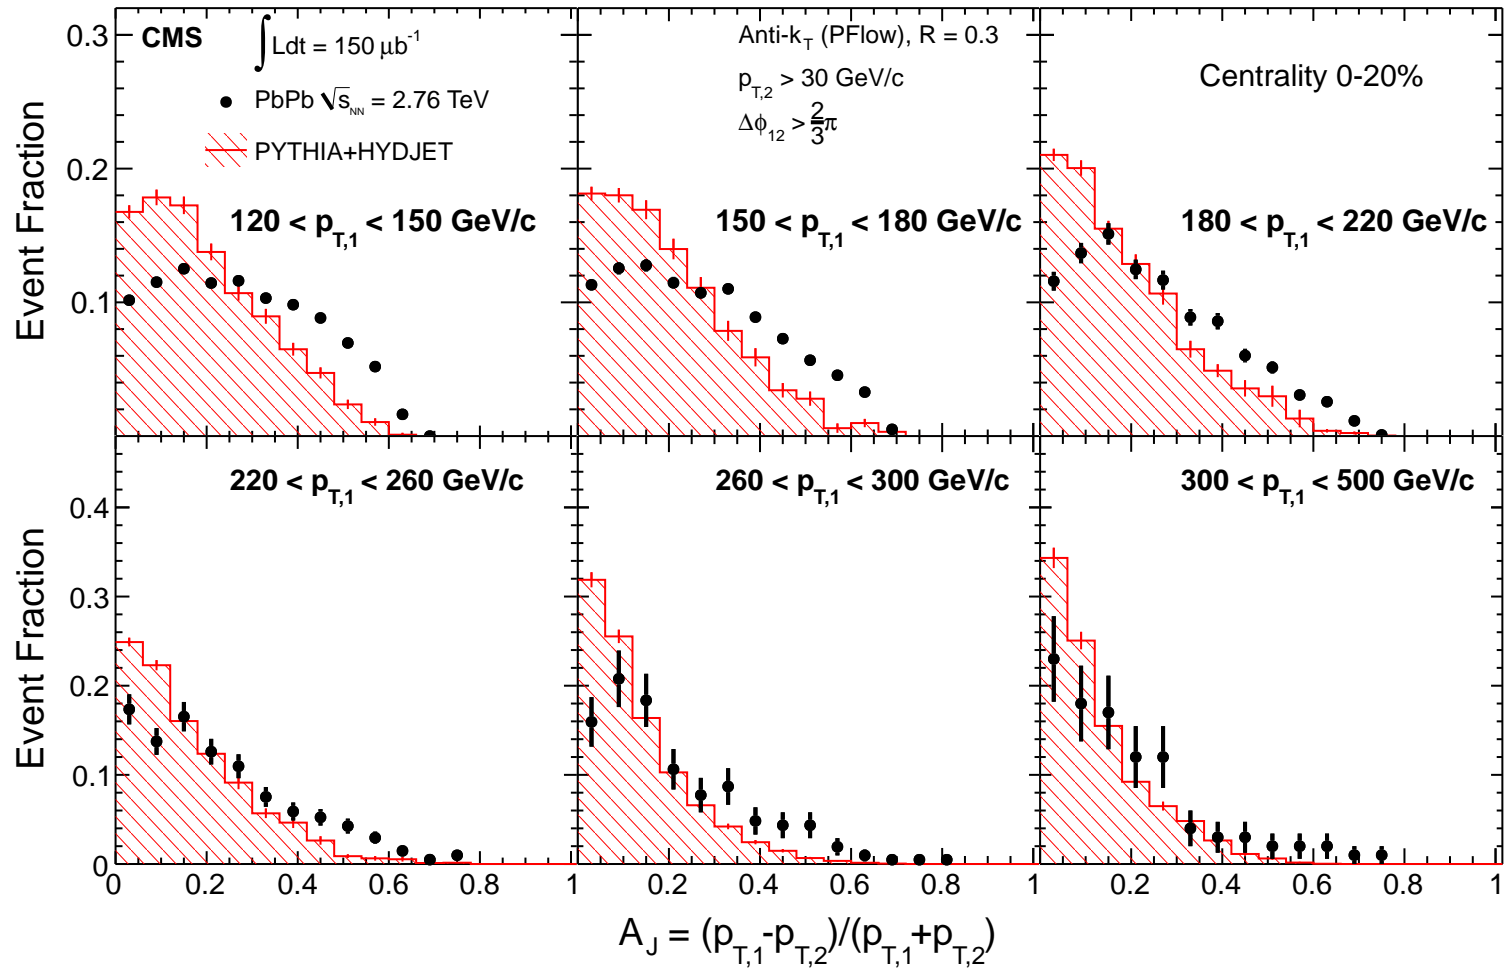 CMS
∫Ldt = 150 μb⁻¹
PbPb √s_NN = 2.76 TeV
PYTHIA+HYDJET
120 < p_T,1 < 150 GeV/c
Anti-k_T (PFlow), R = 0.3
p_T,2 > 30 GeV/c
Δϕ_12 > 2/3 π
150 < p_T,1 < 180 GeV/c
Centrality 0-20%
180 < p_T,1 < 220 GeV/c
Event Fraction
0.3
0.2
0.1
220 < p_T,1 < 260 GeV/c
260 < p_T,1 < 300 GeV/c
300 < p_T,1 < 500 GeV/c
Event Fraction
0.4
0.3
0.2
0.1
0
0 0.2 0.4 0.6 0.8 1
0.2 0.4 0.6 0.8 1
0.2 0.4 0.6 0.8 1
A_J = (p_T,1-p_T,2)/(p_T,1+p_T,2)